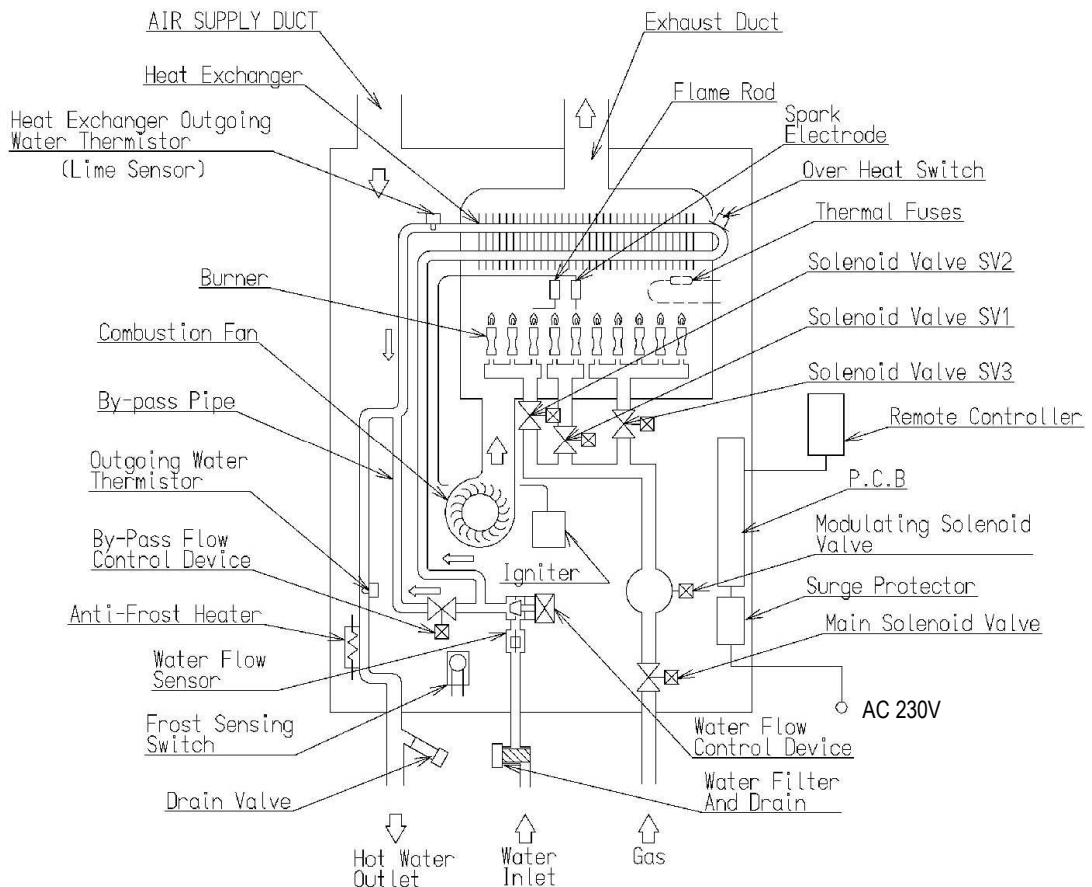 AIR SUPPLY DUCT
Exhaust Duct
Heat Exchanger
Flame Rod
Heat Exchanger Outgoing
Water Thermistor
(Lime Sensor)
Spark
Electrode
Over Heat Switch
Thermal Fuses
Burner
Solenoid Valve SV2
Combustion Fan
Solenoid Valve SV1
By-pass Pipe
Solenoid Valve SV3
Remote Controller
Outgoing Water
Thermistor
P.C.B
By-Pass Flow
Control Device
Igniter
Modulating Solenoid
Valve
Anti-Frost Heater
Surge Protector
Water Flow
Sensor
Main Solenoid Valve
Frost Sensing
Switch
AC 230V
Water Flow
Control Device
Drain Valve
Water Filter
And Drain
Hot Water
Outlet
Water
Inlet
Gas